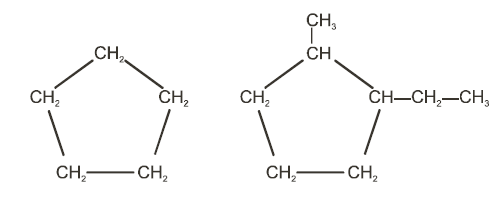 CH₃
CH₂ CH
CH₂ CH₂ CH₂ CH—CH₂—CH₃
CH₂ CH₂ CH₂ CH₂